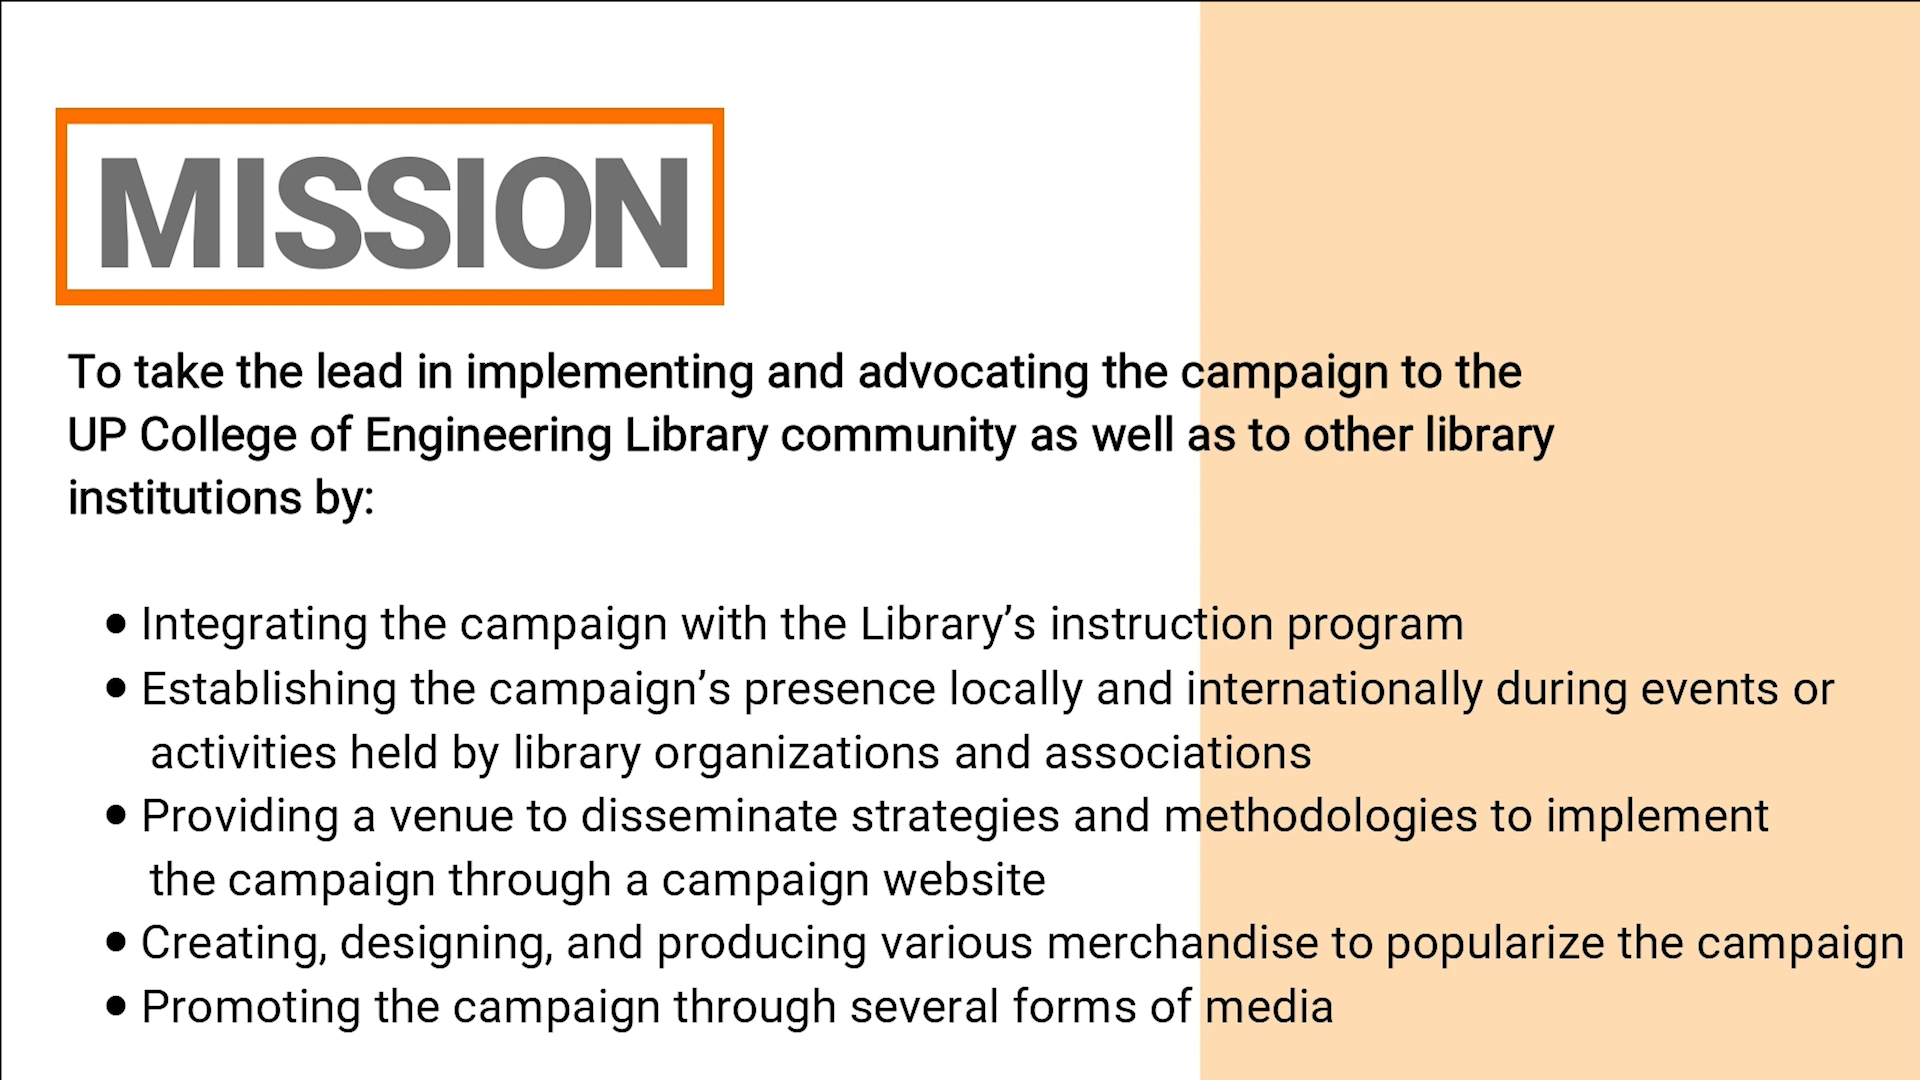 MISSION
To take the lead in implementing and advocating the campaign to the
UP College of Engineering Library community as well as to other library
institutions by:
• Integrating the campaign with the Library’s instruction program
• Establishing the campaign’s presence locally and internationally during events or
activities held by library organizations and associations
• Providing a venue to disseminate strategies and methodologies to implement
the campaign through a campaign website
• Creating, designing, and producing various merchandise to popularize the campaign
• Promoting the campaign through several forms of media